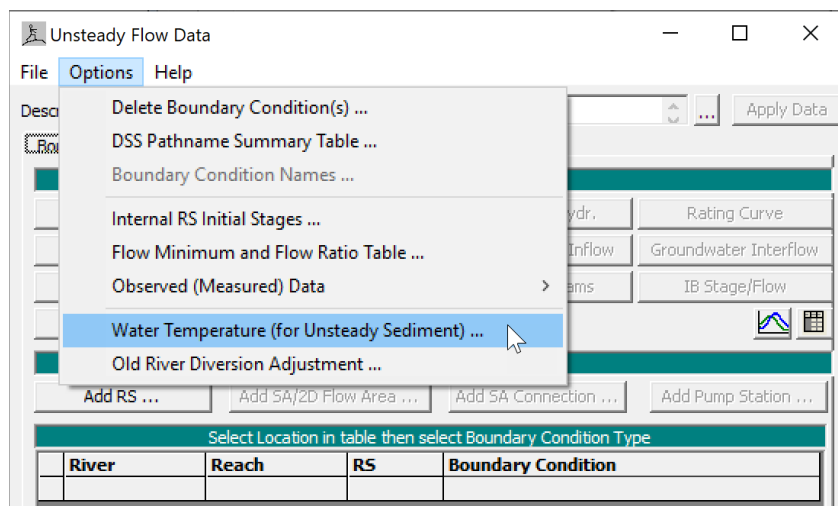 Unsteady Flow Data
File Options Help
Delete Boundary Condition(s) ...
... Apply Data
DSS Pathname Summary Table ...
Boundary Condition Names ...
Internal RS Initial Stages ...
Rating Curve
Flow Minimum and Flow Ratio Table ...
Inflow Groundwater Interflow
Observed (Measured) Data
IB Stage/Flow
Water Temperature (for Unsteady Sediment) ...
Old River Diversion Adjustment ...
Add RS ... Add SA/2D Flow Area ... Add SA Connection ... Add Pump Station ...
Select Location in table then select Boundary Condition Type
River Reach RS Boundary Condition